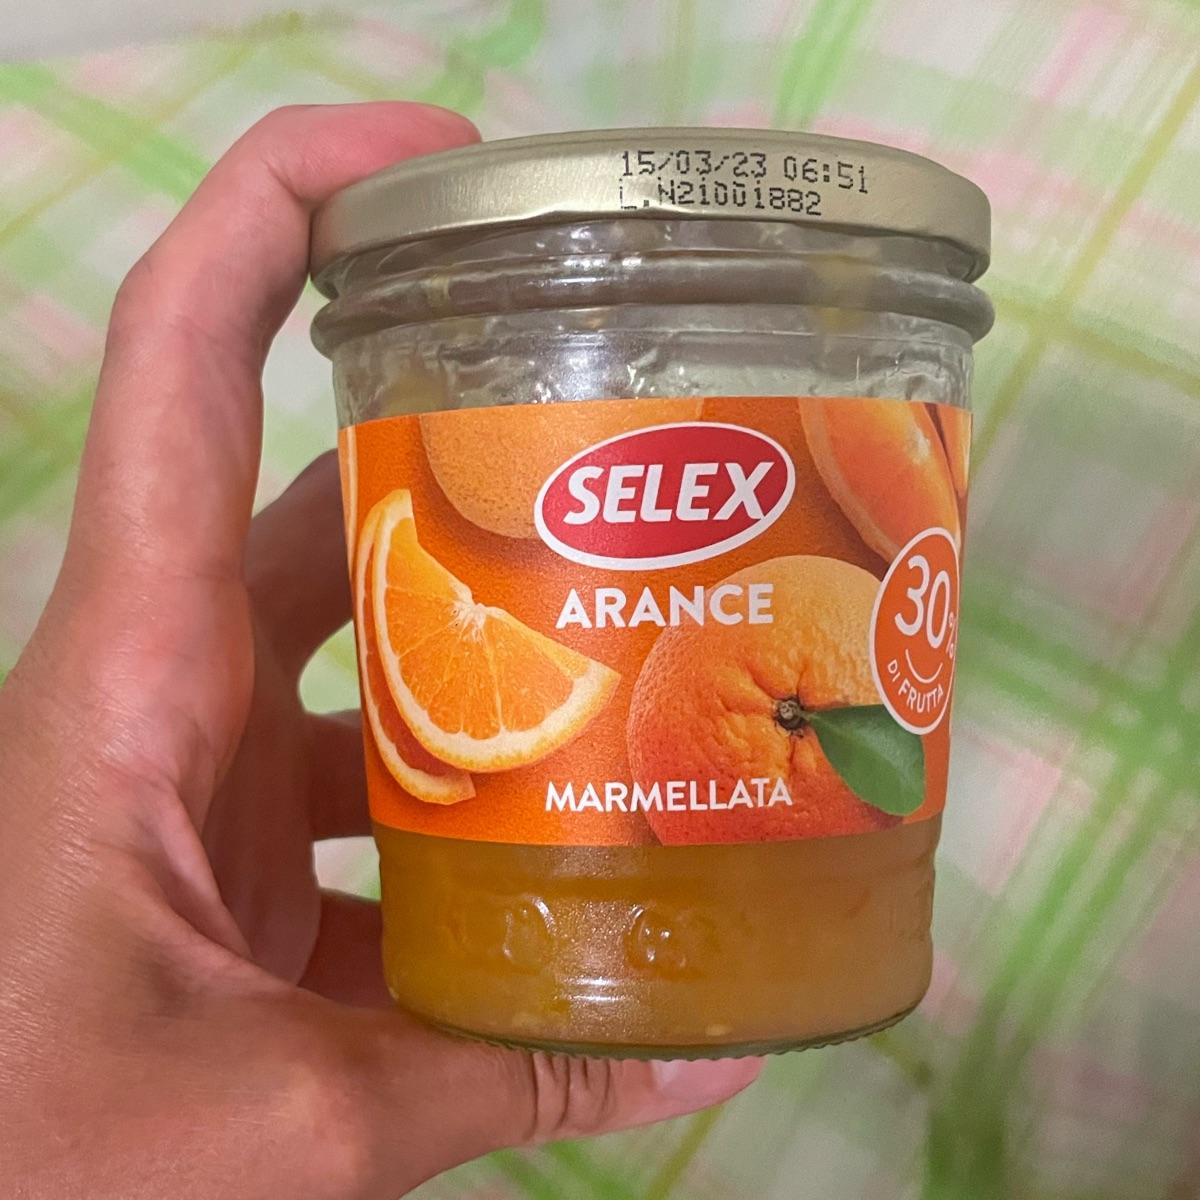 15/03/23 06:51
L.N21001882
SELEX
ARANCE
30%
DI FRUTTA
MARMELLATA